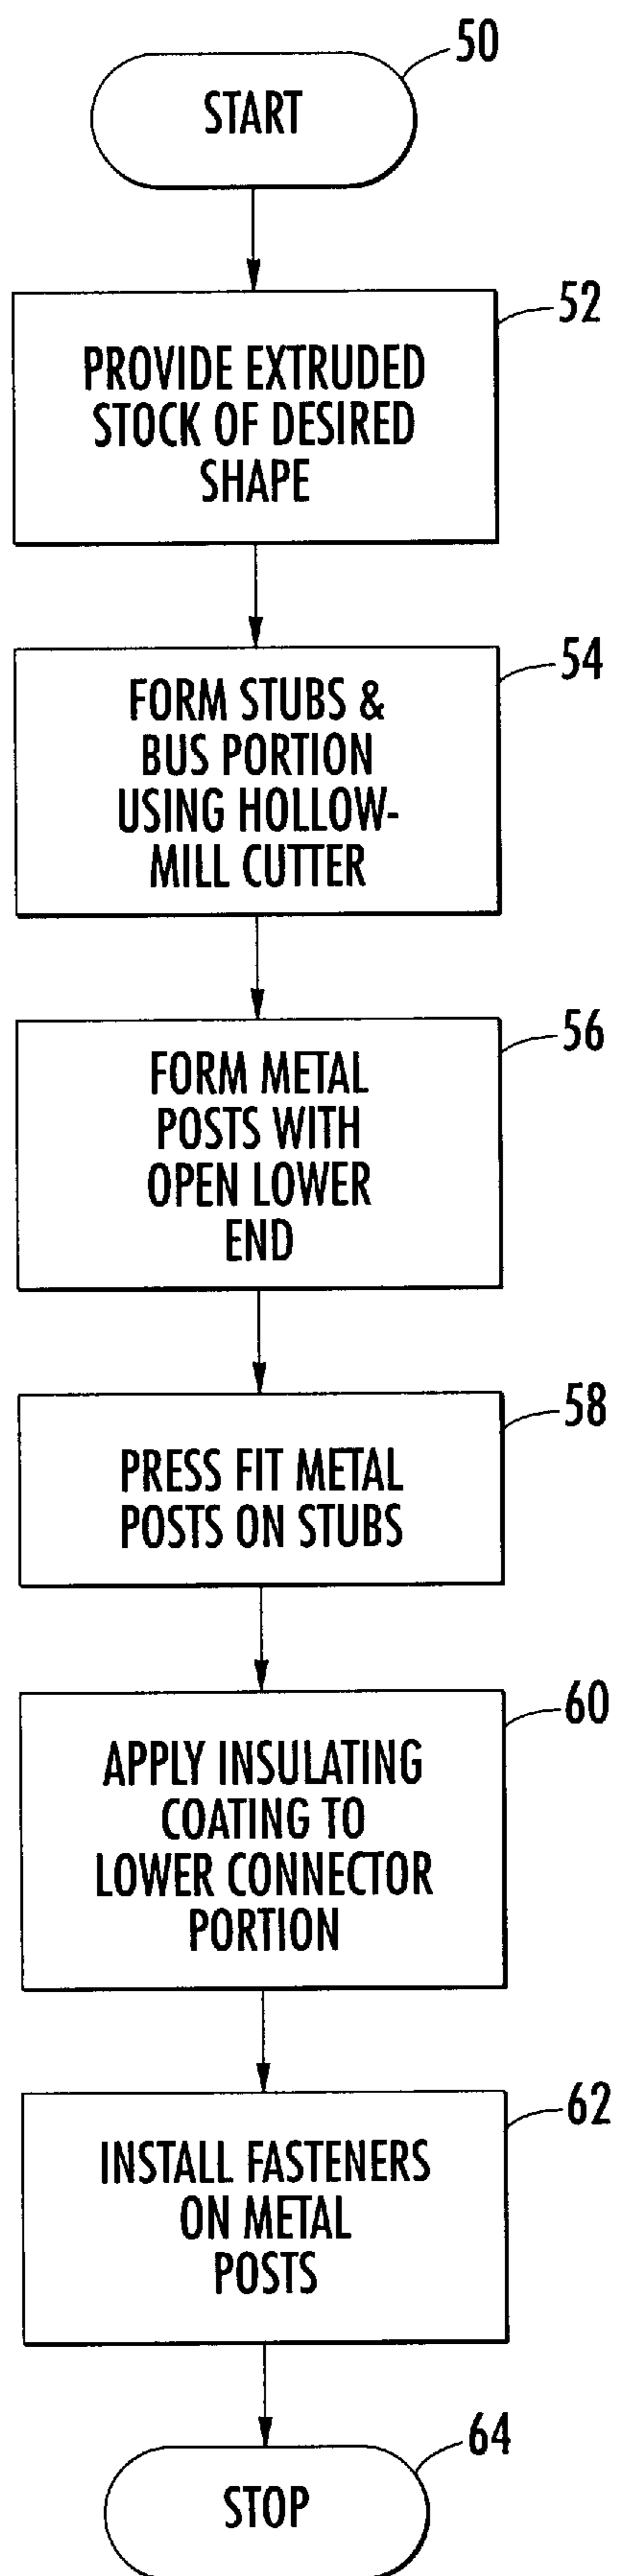 50
START
52
PROVIDE EXTRUDED
STOCK OF DESIRED
SHAPE
54
FORM STUBS &
BUS PORTION
USING HOLLOW-
MILL CUTTER
56
FORM METAL
POSTS WITH
OPEN LOWER
END
58
PRESS FIT METAL
POSTS ON STUBS
60
APPLY INSULATING
COATING TO
LOWER CONNECTOR
PORTION
62
INSTALL FASTENERS
ON METAL
POSTS
64
STOP